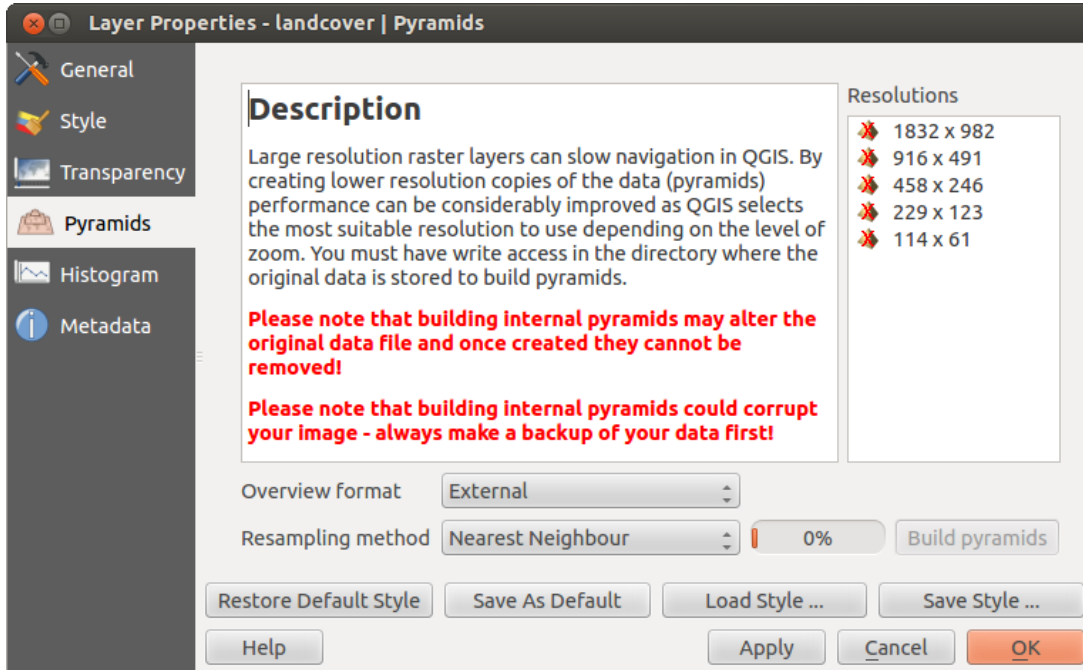 Layer Properties - landcover | Pyramids
General
Style
Transparency
Pyramids
Histogram
Metadata
Description
Large resolution raster layers can slow navigation in QGIS. By
creating lower resolution copies of the data (pyramids)
performance can be considerably improved as QGIS selects
the most suitable resolution to use depending on the level of
zoom. You must have write access in the directory where the
original data is stored to build pyramids.
Please note that building internal pyramids may alter the
original data file and once created they cannot be
removed!
Please note that building internal pyramids could corrupt
your image - always make a backup of your data first!
Resolutions
1832 x 982
916 x 491
458 x 246
229 x 123
114 x 61
Overview format External
Resampling method Nearest Neighbour 0% Build pyramids
Restore Default Style Save As Default Load Style ... Save Style ...
Help Apply Cancel OK